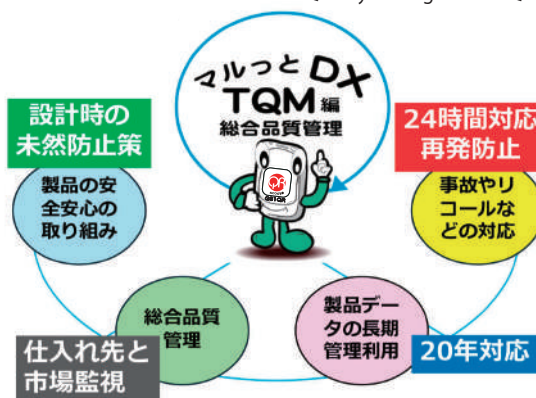 マルっとDX
TQM編
総合品質管理
設計時の
未然防止策
24時間対応
再発防止
製品の安
全安心の
取り組み
事故やリ
コールな
どの対応
総合品質
管理
製品デー
タの長期
管理利用
仕入れ先と
市場監視
20年対応